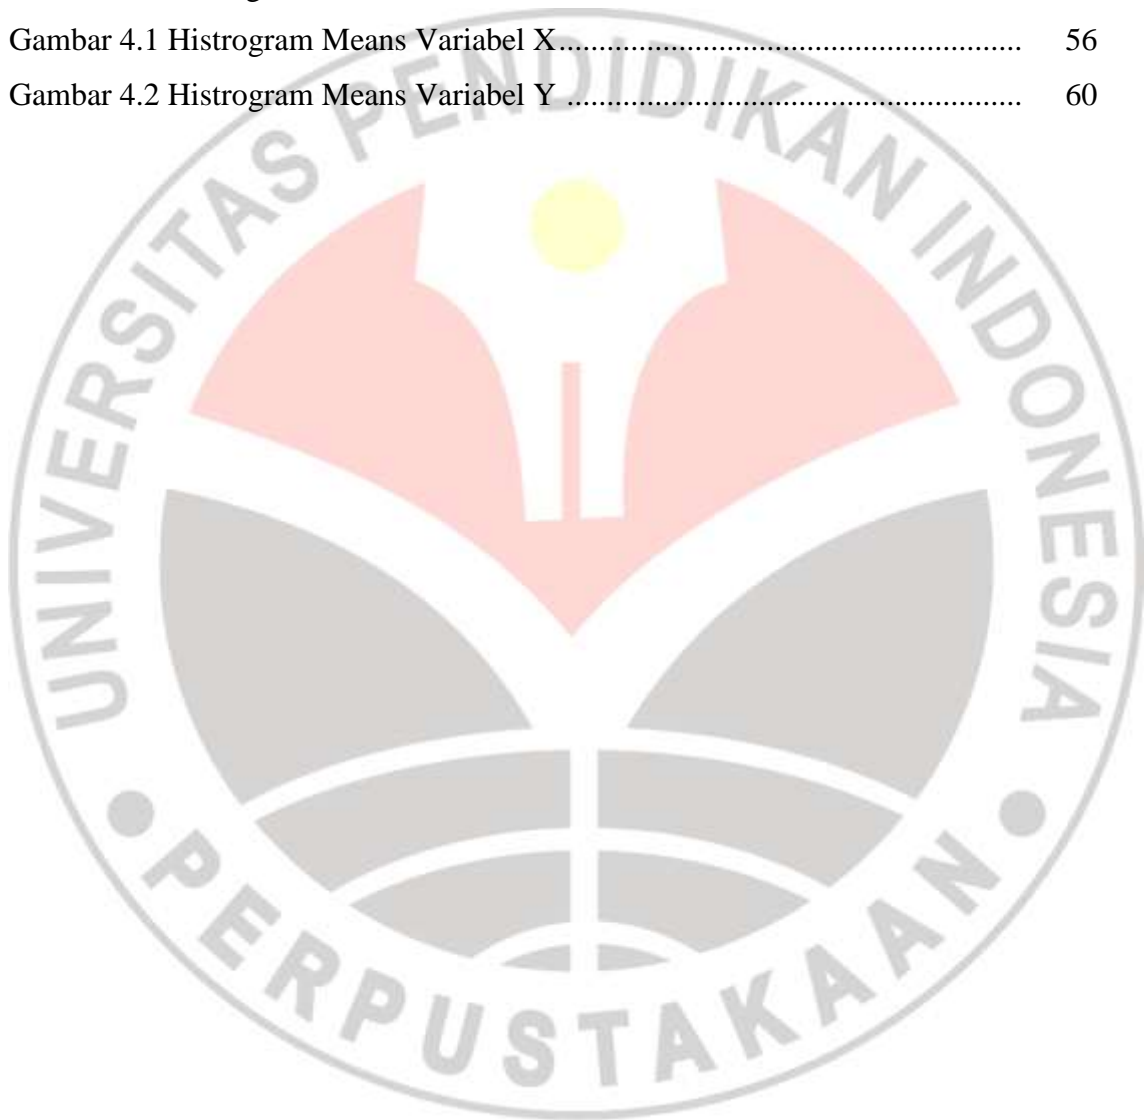 Gambar 4.1 Histrogram Means Variabel X........................................................ 56
Gambar 4.2 Histrogram Means Variabel Y ....................................................... 60
UNIVERSITAS PENDIDIKAN INDONESIA
PERPUSTAKAAN